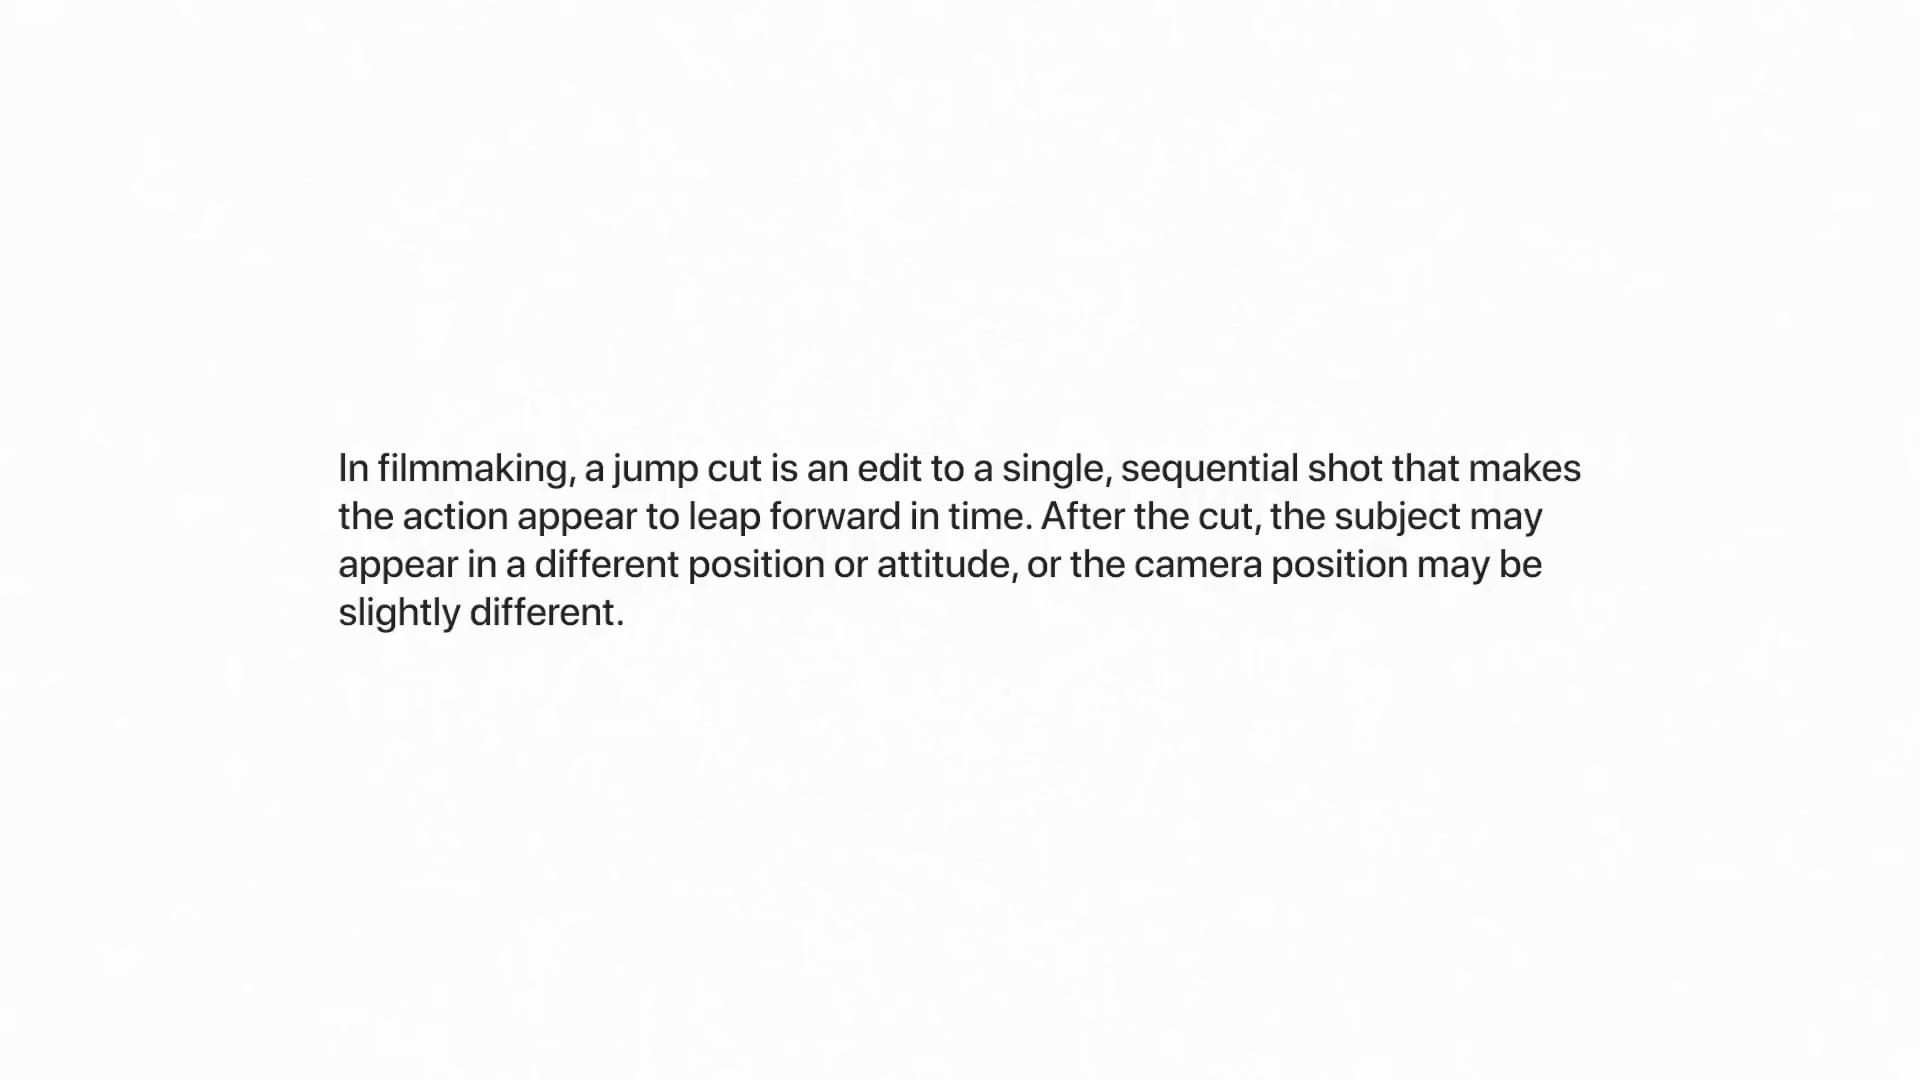 In filmmaking, a jump cut is an edit to a single, sequential shot that makes
the action appear to leap forward in time. After the cut, the subject may
appear in a different position or attitude, or the camera position may be
slightly different.